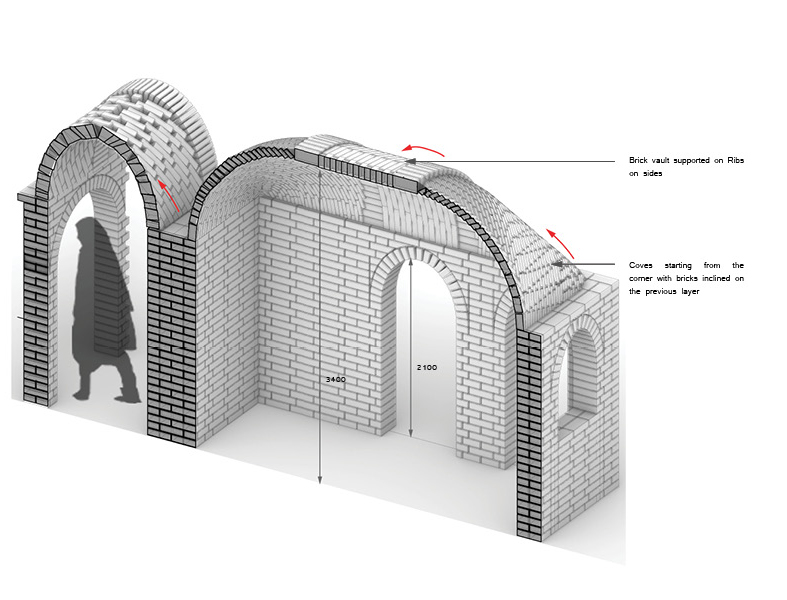 Brick vault supported on Ribs
on sides
Coves starting from the
corner with bricks inclined on
the previous layer
2100
3400